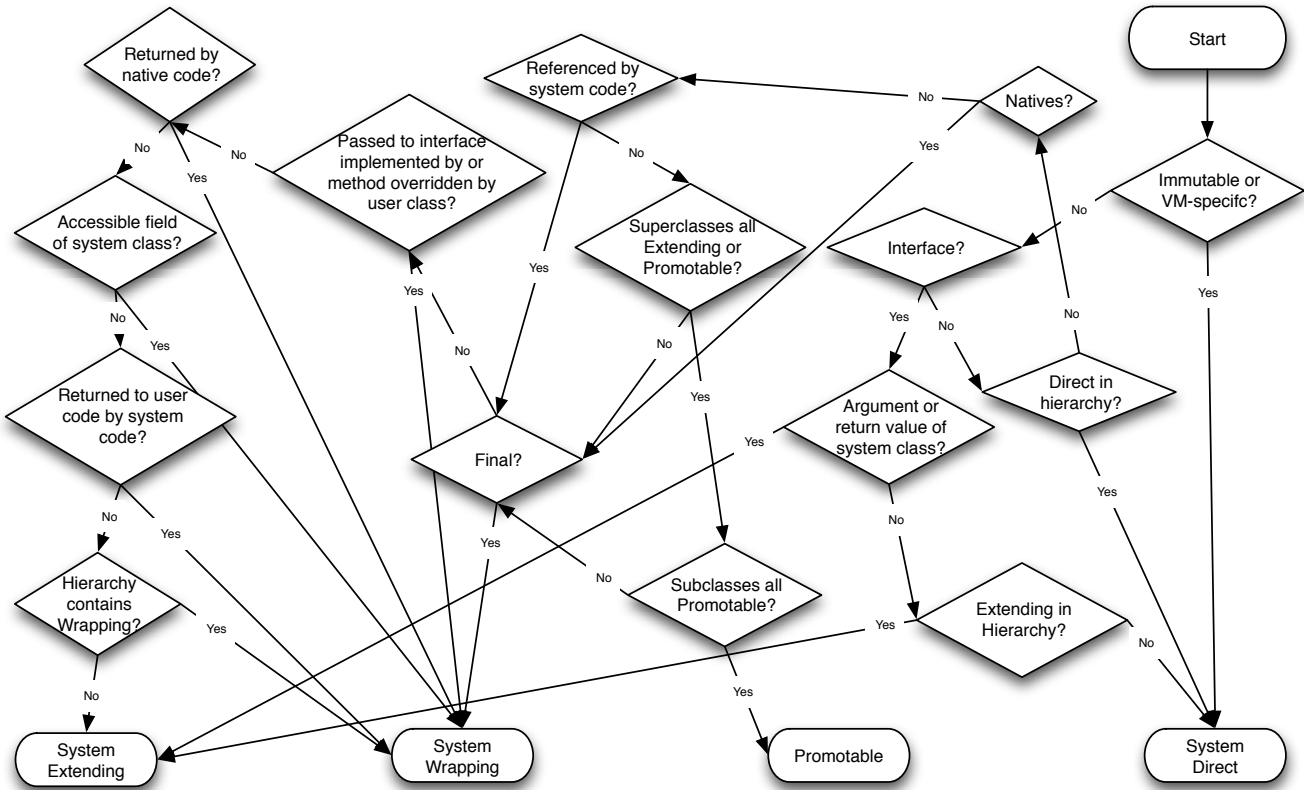 Start
Returned by
native code?
Referenced by
system code?
Natives?
No
Yes
No
Yes
No
No
Passed to interface
implemented by or
method overridden by
user class?
No
Immutable or
VM-specifc?
No
Yes
Accessible field
of system class?
No
Yes
Superclasses all
Extending or
Promotable?
No
Yes
Interface?
Yes
No
Yes
Yes
No
No
Returned to user
code by system
code?
No
Yes
Argument or
return value of
system class?
Yes
No
Direct in
hierarchy?
Yes
Final?
Yes
Hierarchy
contains
Wrapping?
Yes
No
Subclasses all
Promotable?
No
Yes
Extending in
Hierarchy?
Yes
No
System
Extending
System
Wrapping
Promotable
System
Direct